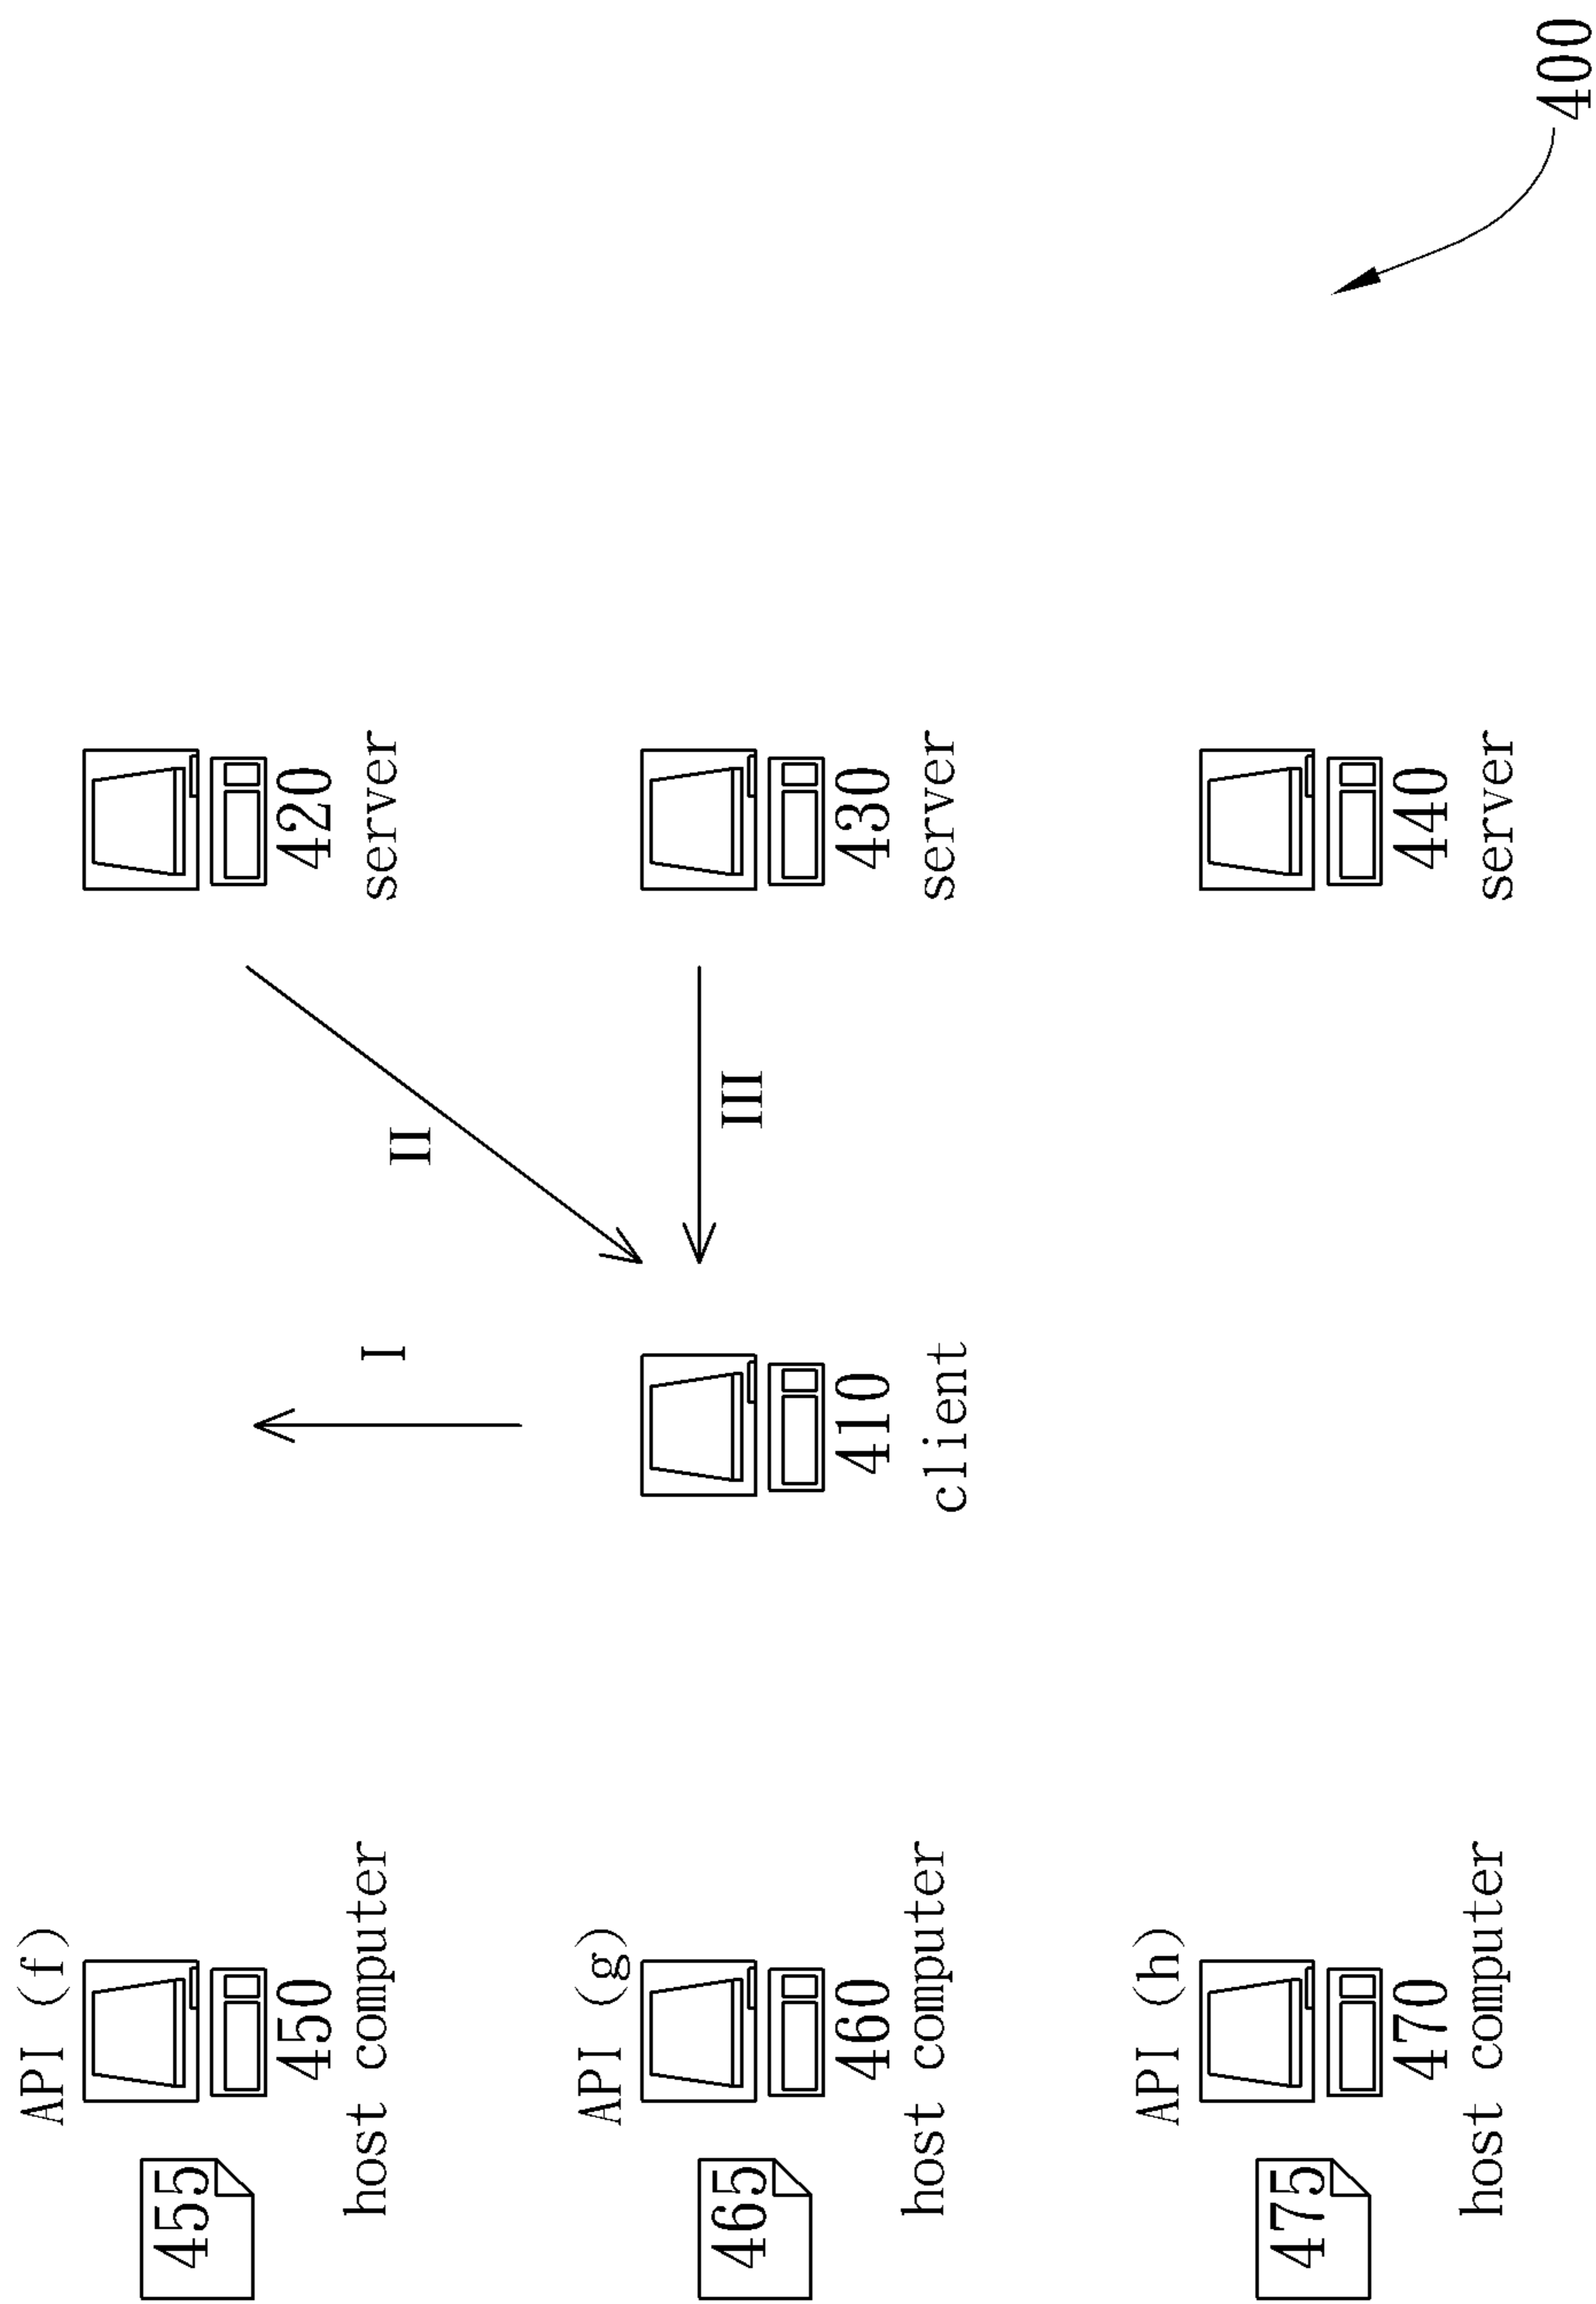 API (f)
455
450
host computer
420
server
I
II
API (g)
465
460
host computer
410
client
III
430
server
API (h)
475
470
host computer
440
server
400